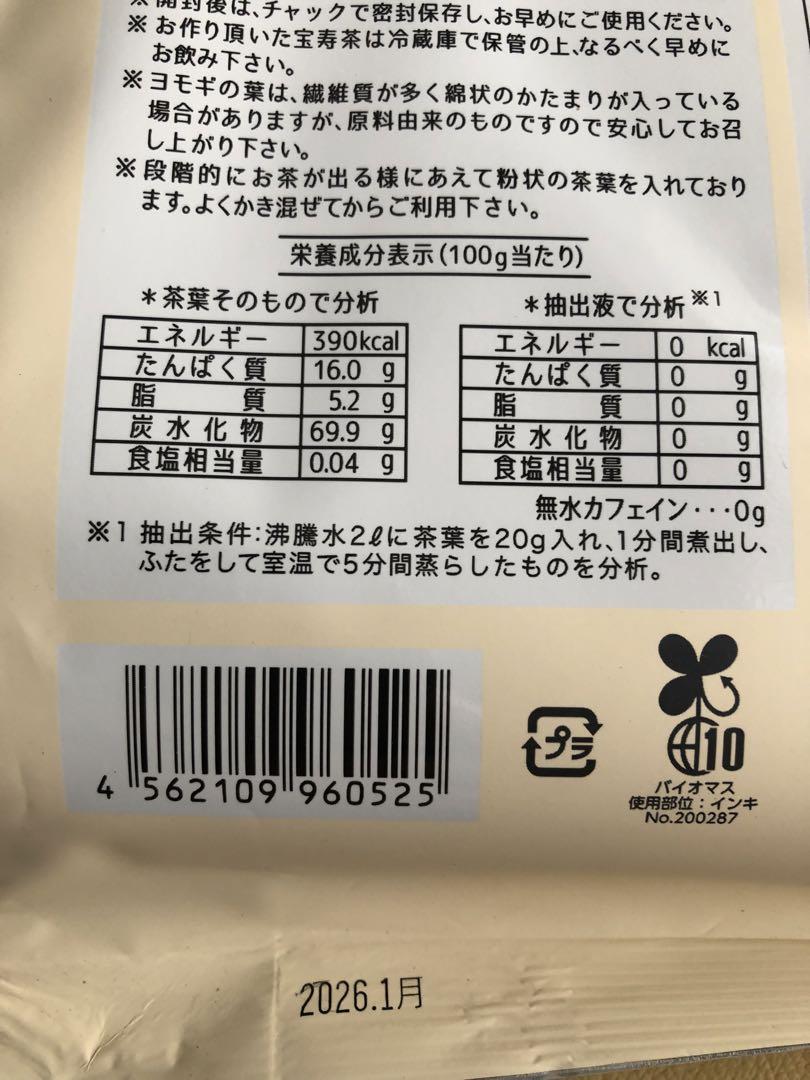 ※開封後は、チャックで密封保存し、お早めにご使用ください。
※お作り頂いた宝寿茶は冷蔵庫で保管の上、なるべく早めに
お飲み下さい。
※ヨモギの葉は、繊維質が多く綿状のかたまりが入っている
場合がありますが、原料由来のものですので安心してお召
し上がり下さい。
※段階的にお茶が出る様にあえて粉状の茶葉を入れており
ます。よくかき混ぜてからご利用下さい。
栄養成分表示(100g当たり)
＊茶葉そのもので分析
エネルギー 390kcal
たんぱく質 16.0 g
脂質 5.2 g
炭水化物 69.9 g
食塩相当量 0.04 g
＊抽出液で分析※1
エネルギー 0 kcal
たんぱく質 0 g
脂質 0 g
炭水化物 0 g
食塩相当量 0 g
無水カフェイン・・・0g
※1 抽出条件:沸騰水2ℓに茶葉を20g入れ、1分間煮出し、
ふたをして室温で5分間蒸らしたものを分析。
4 562109 960525
プラ
10
バイオマス
使用部位：インキ
No.200287
2026.1月